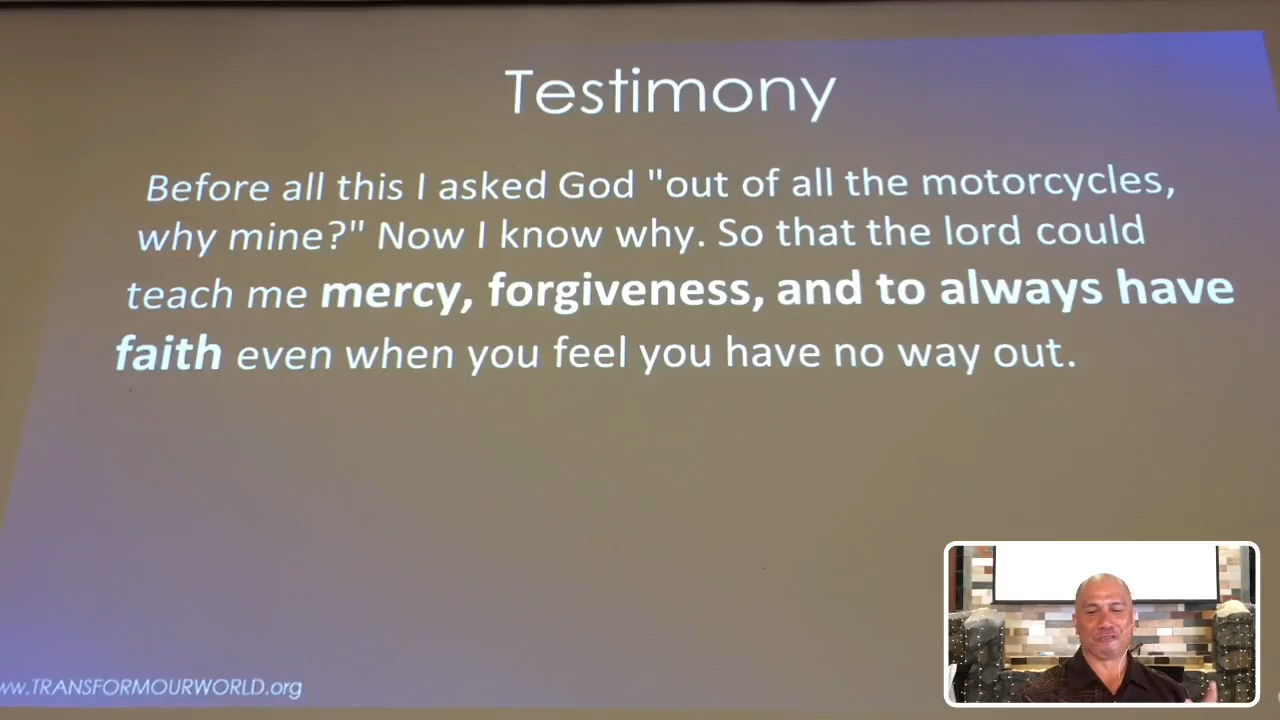 Testimony
Before all this I asked God "out of all the motorcycles,
why mine?" Now I know why. So that the lord could
teach me mercy, forgiveness, and to always have
faith even when you feel you have no way out.
ww.TRANSFORMOURWORLD.org